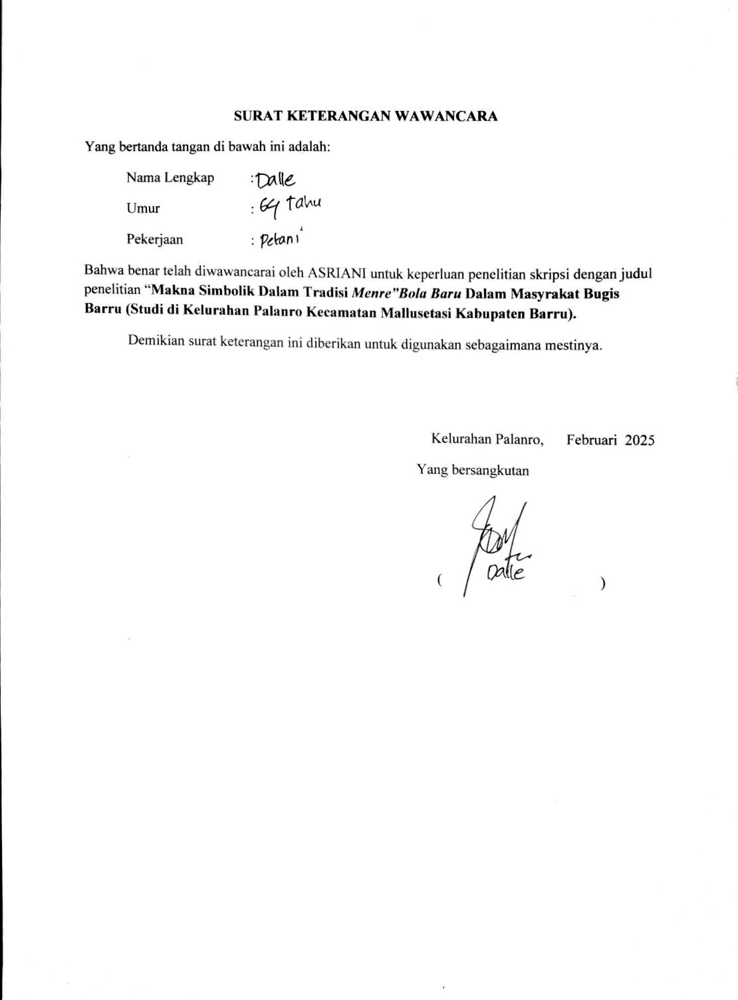 SURAT KETERANGAN WAWANCARA
Yang bertanda tangan di bawah ini adalah:
Nama Lengkap : Dalle
Umur : 64 tahu
Pekerjaan : Petani
Bahwa benar telah diwawancarai oleh ASRIANI untuk keperluan penelitian skripsi dengan judul
penelitian “Makna Simbolik Dalam Tradisi Menre”Bola Baru Dalam Masyrakat Bugis
Barru (Studi di Kelurahan Palanro Kecamatan Mallusetasi Kabupaten Barru).
Demikian surat keterangan ini diberikan untuk digunakan sebagaimana mestinya.
Kelurahan Palanro, Februari 2025
Yang bersangkutan
( Dalle )